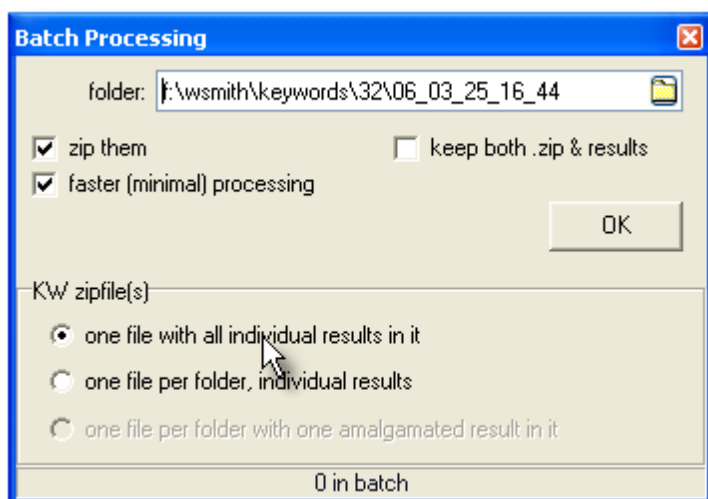 Batch Processing
folder: f:\wsmith\keywords\32\06_03_25_16_44
zip them
keep both .zip & results
faster (minimal) processing
OK
KW zipfile(s)
one file with all individual results in it
one file per folder, individual results
one file per folder with one amalgamated result in it
0 in batch